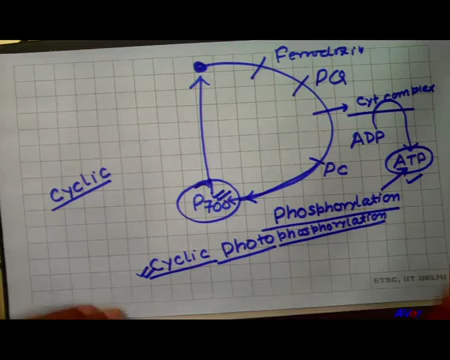 Ferredoxin
PQ
Cyt complex
ADP
ATP
PC
Cyclic
P700
Phosphorylation
Cyclic Photophosphorylation
ETSC, IIT DELHI